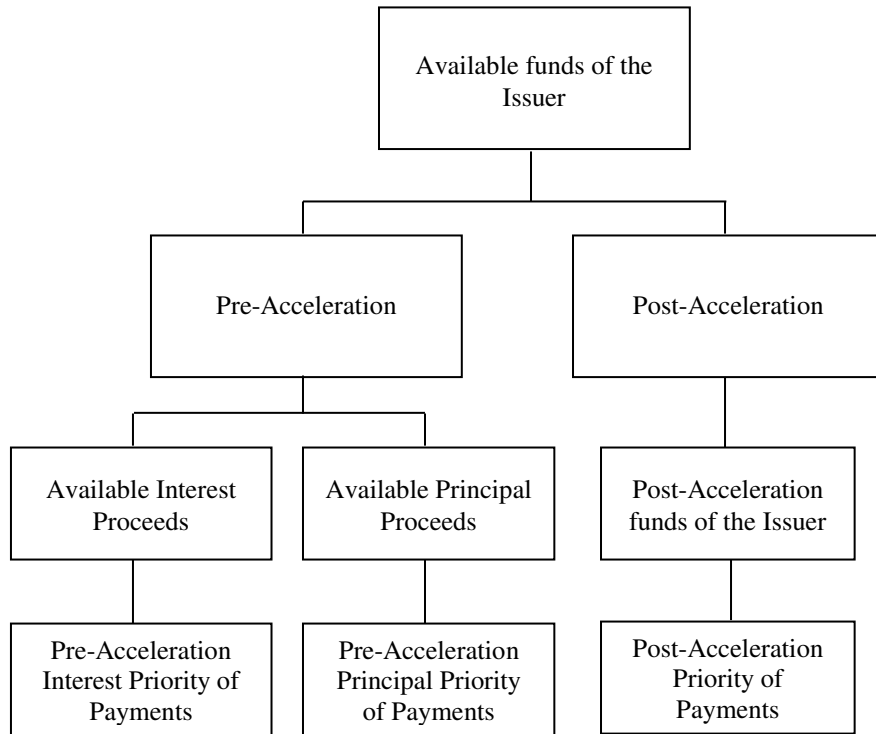 Available funds of the
Issuer
Pre-Acceleration
Post-Acceleration
Available Interest
Proceeds
Available Principal
Proceeds
Post-Acceleration
funds of the Issuer
Pre-Acceleration
Interest Priority of
Payments
Pre-Acceleration
Principal Priority
of Payments
Post-Acceleration
Priority of
Payments